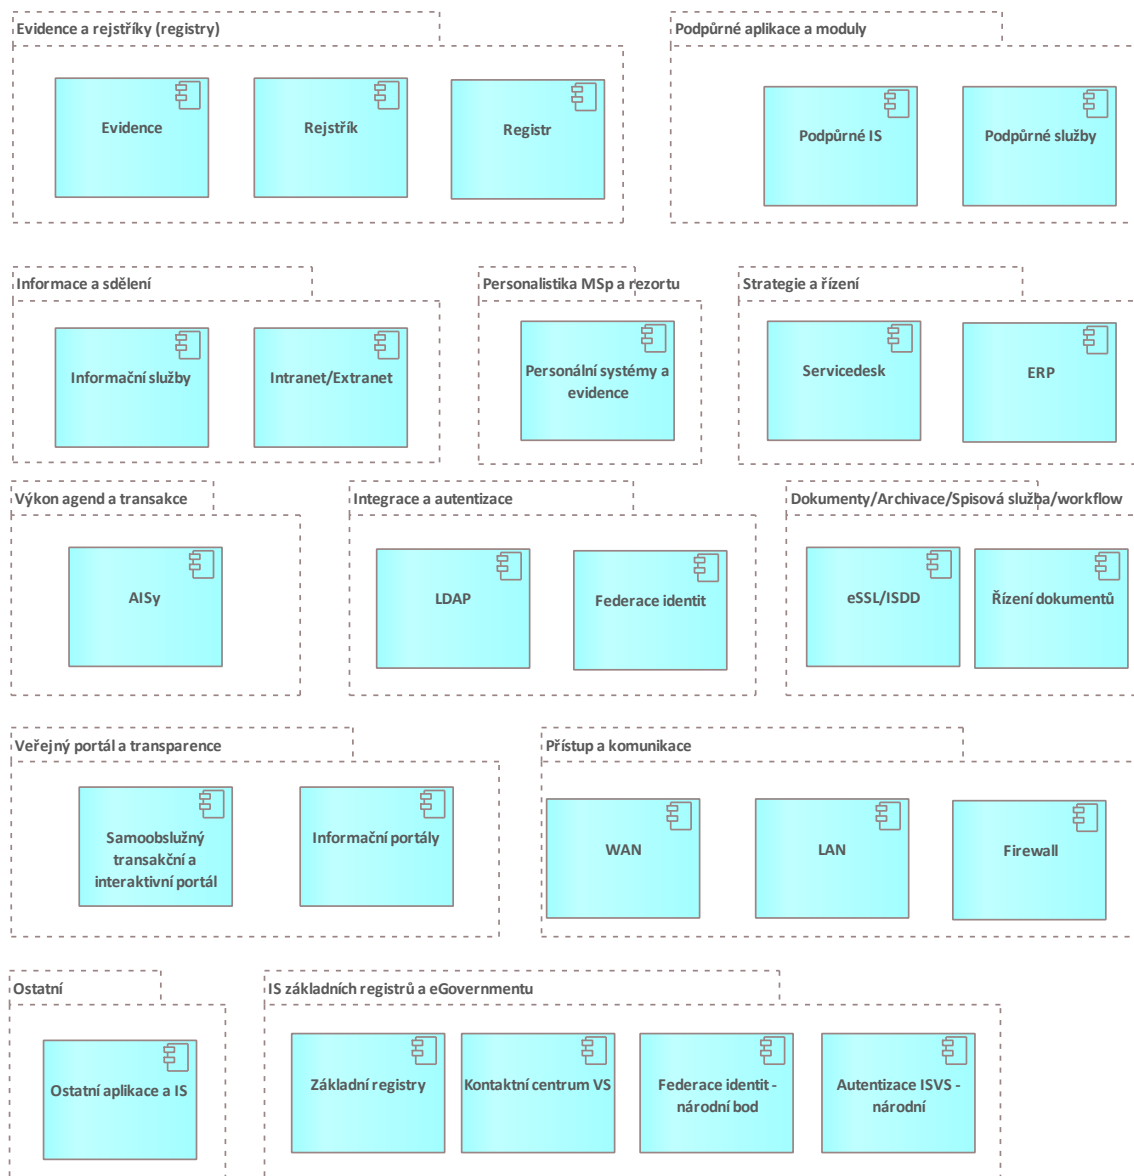 Evidence a rejstříky (registry)
Evidence
Rejstřík
Registr
Podpůrné aplikace a moduly
Podpůrné IS
Podpůrné služby
Informace a sdělení
Informační služby
Intranet/Extranet
Personalistika MSp a rezortu
Personální systémy a
evidence
Strategie a řízení
Servicedesk
ERP
Výkon agend a transakce
AISy
Integrace a autentizace
LDAP
Federace identit
Dokumenty/Archivace/Spisová služba/workflow
eSSL/ISDD
Řízení dokumentů
Veřejný portál a transparence
Samoobslužný
transakční a
interaktivní portál
Informační portály
Přístup a komunikace
WAN
LAN
Firewall
Ostatní
Ostatní aplikace a IS
IS základních registrů a eGovernmentu
Základní registry
Kontaktní centrum VS
Federace identit -
národní bod
Autentizace ISVS -
národní